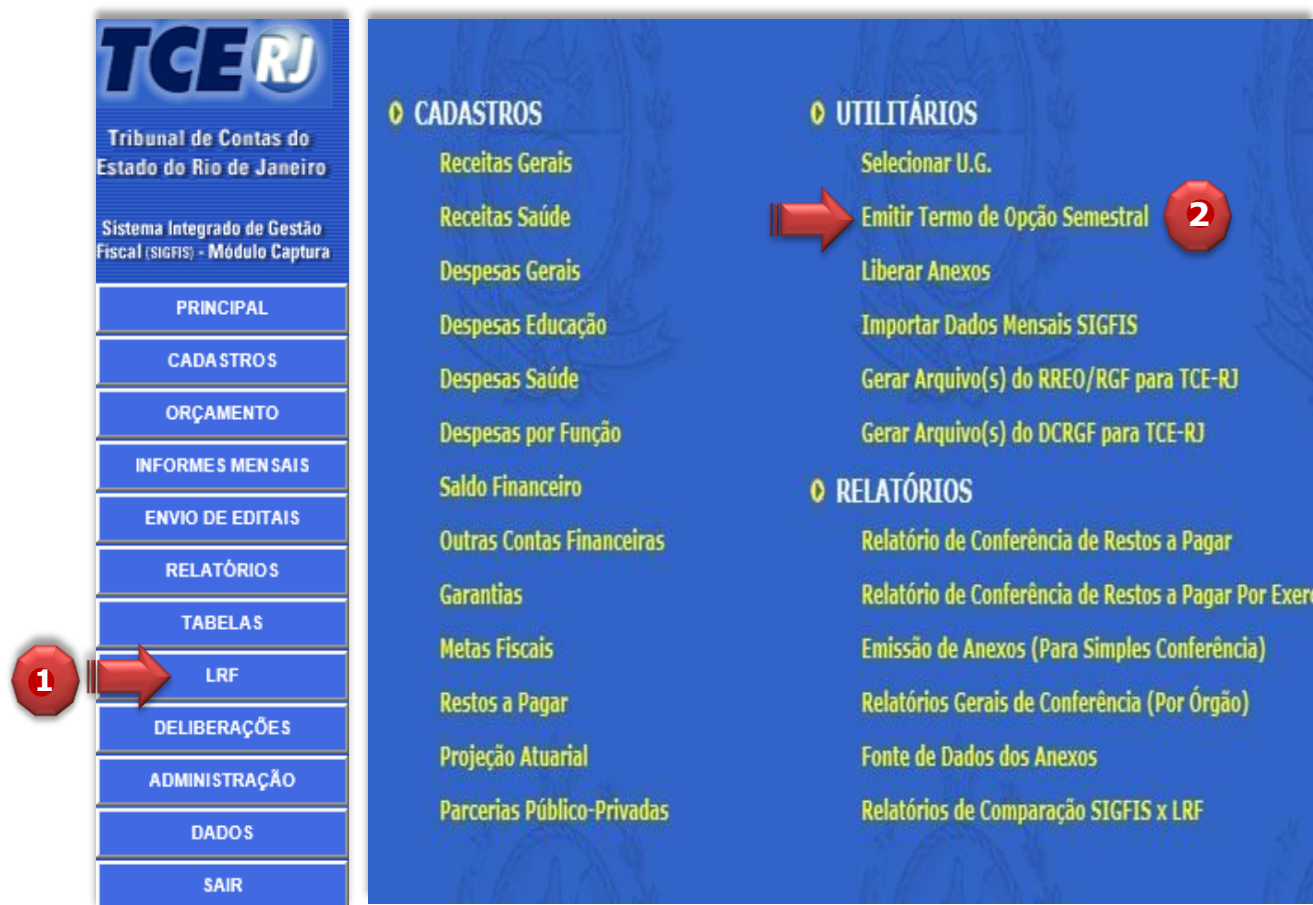 TCE RJ
Tribunal de Contas do
Estado do Rio de Janeiro
Sistema Integrado de Gestão
Fiscal (SIGFIS) - Módulo Captura
PRINCIPAL
CADASTROS
ORÇAMENTO
INFORMES MENSAIS
ENVIO DE EDITAIS
RELATÓRIOS
TABELAS
1
LRF
DELIBERAÇÕES
ADMINISTRAÇÃO
DADOS
SAIR
CADASTROS
Receitas Gerais
Receitas Saúde
Despesas Gerais
Despesas Educação
Despesas Saúde
Despesas por Função
Saldo Financeiro
Outras Contas Financeiras
Garantias
Metas Fiscais
Restos a Pagar
Projeção Atuarial
Parcerias Público-Privadas
UTILITÁRIOS
Selecionar U.G.
Emitir Termo de Opção Semestral
2
Liberar Anexos
Importar Dados Mensais SIGFIS
Gerar Arquivo(s) do RREO/RGF para TCE-RJ
Gerar Arquivo(s) do DCRGF para TCE-RJ
RELATÓRIOS
Relatório de Conferência de Restos a Pagar
Relatório de Conferência de Restos a Pagar Por Exer
Emissão de Anexos (Para Simples Conferência)
Relatórios Gerais de Conferência (Por Órgão)
Fonte de Dados dos Anexos
Relatórios de Comparação SIGFIS x LRF